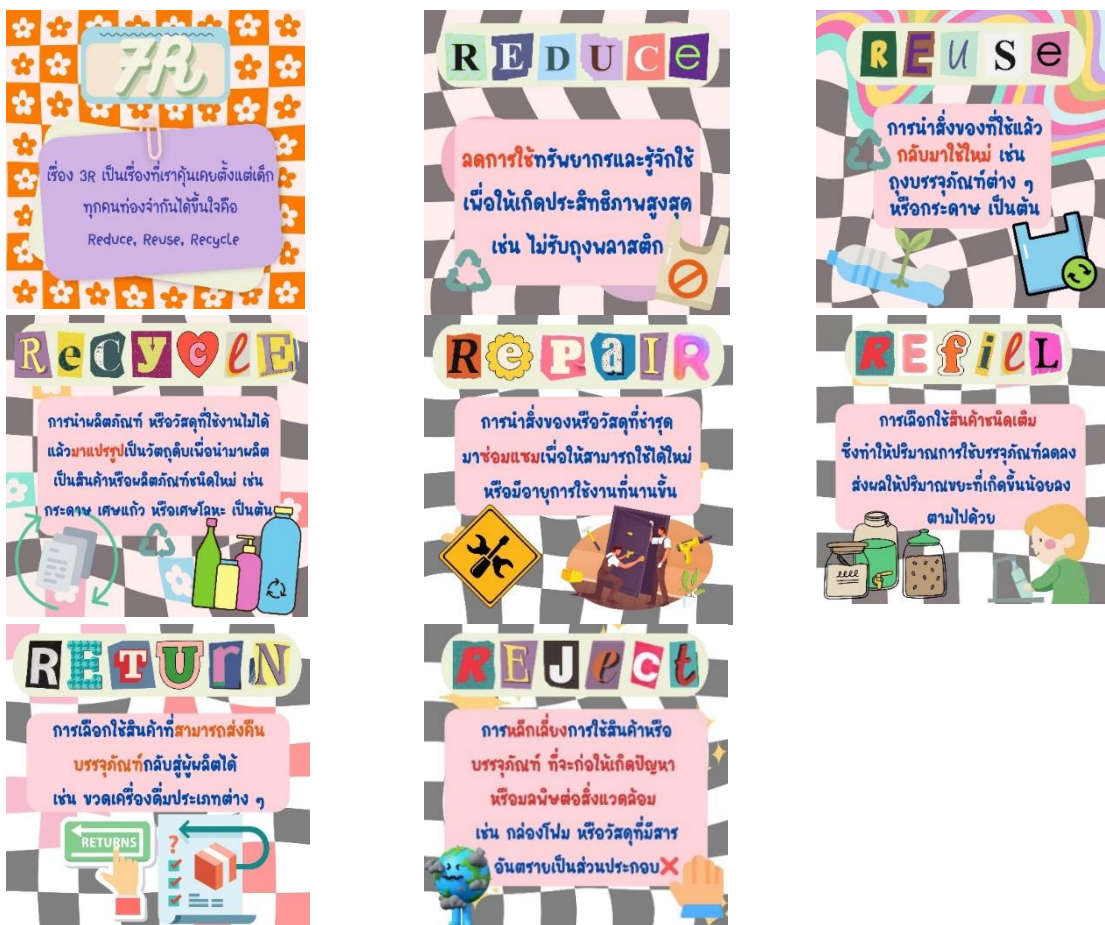 7R
เรื่อง 3R เป็นเรื่องที่เราคุ้นเคยตั้งแต่เด็ก
ทุกคนท่องจำกันได้ขึ้นใจคือ
Reduce, Reuse, Recycle
REDUCe
ลดการใช้ทรัพยากรและรู้จักใช้
เพื่อให้เกิดประสิทธิภาพสูงสุด
เช่น ไม่รับถุงพลาสติก
REUSe
การนำสิ่งของที่ใช้แล้ว
กลับมาใช้ใหม่ เช่น
ถุงบรรจุภัณฑ์ต่าง ๆ
หรือกระดาษ เป็นต้น
ReCYclE
การนำผลิตภัณฑ์ หรือวัสดุที่ใช้งานไม่ได้
แล้วมาแปรรูปเป็นวัตถุดิบเพื่อนำมาผลิต
เป็นสินค้าหรือผลิตภัณฑ์ชนิดใหม่ เช่น
กระดาษ เศษแก้ว หรือเศษโลหะ เป็นต้น
RePaIR
การนำสิ่งของหรือวัสดุที่ชำรุด
มาซ่อมแซมเพื่อให้สามารถใช้ได้ใหม่
หรือมีอายุการใช้งานที่นานขึ้น
REfiLL
การเลือกใช้สินค้าชนิดเติม
ซึ่งทำให้ปริมาณการใช้บรรจุภัณฑ์ลดลง
ส่งผลให้ปริมาณขยะที่เกิดขึ้นน้อยลง
ตามไปด้วย
RETUrN
การเลือกใช้สินค้าที่สามารถส่งคืน
บรรจุภัณฑ์กลับสู่ผู้ผลิตได้
เช่น ขวดเครื่องดื่มประเภทต่าง ๆ
RETURNS
REJeCt
การหลีกเลี่ยงการใช้สินค้าหรือ
บรรจุภัณฑ์ ที่จะก่อให้เกิดปัญหา
หรือมลพิษต่อสิ่งแวดล้อม
เช่น กล่องโฟม หรือวัสดุที่มีสาร
อันตรายเป็นส่วนประกอบ